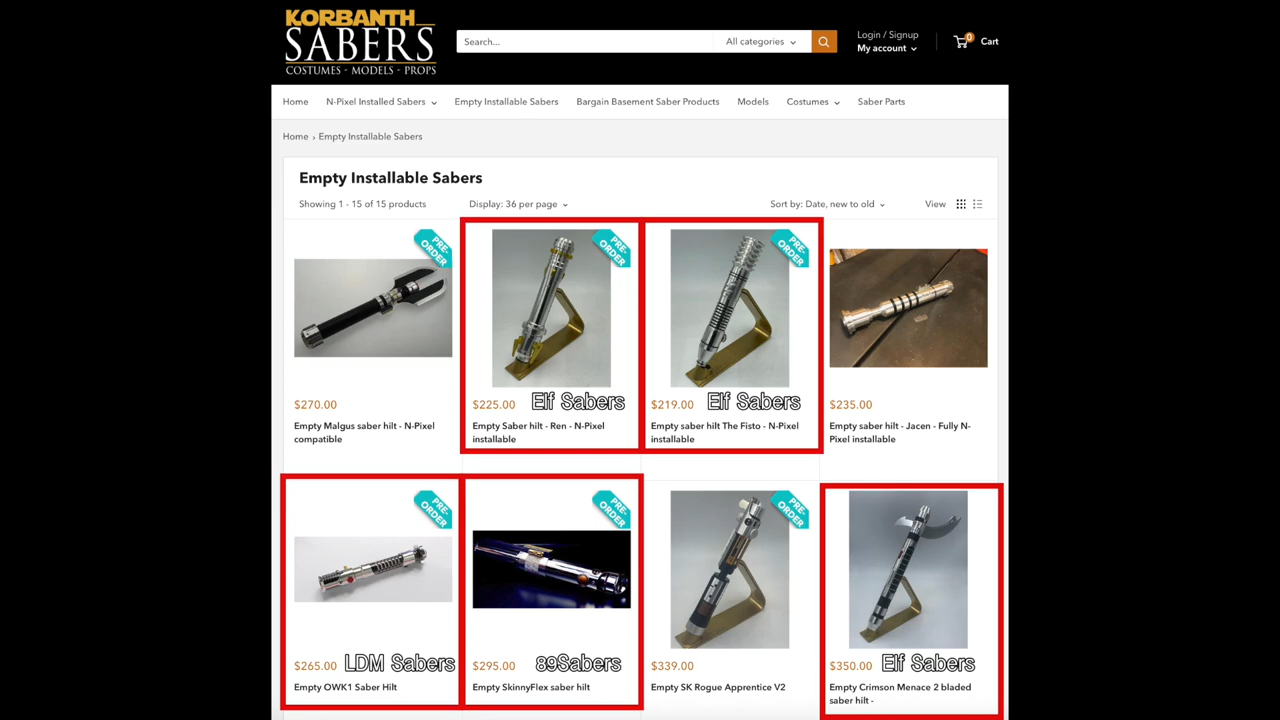 KORBANTH
SABERS
COSTUMES - MODELS - PROPS
Search...
All categories
Login / Signup
My account
0
Cart
Home
N-Pixel Installed Sabers
Empty Installable Sabers
Bargain Basement Saber Products
Models
Costumes
Saber Parts
Home › Empty Installable Sabers
Empty Installable Sabers
Showing 1 - 15 of 15 products
Display: 36 per page
Sort by: Date, new to old
View
PRE-
ORDER
$270.00
Empty Malgus saber hilt - N-Pixel
compatible
PRE-
ORDER
$225.00
Elf Sabers
Empty Saber hilt - Ren - N-Pixel
installable
PRE-
ORDER
$219.00
Elf Sabers
Empty saber hilt The Fisto - N-Pixel
installable
$235.00
Empty saber hilt - Jacen - Fully N-
Pixel installable
PRE-
ORDER
$265.00
LDM Sabers
Empty OWK1 Saber Hilt
PRE-
ORDER
$295.00
89Sabers
Empty SkinnyFlex saber hilt
PRE-
ORDER
$339.00
Empty SK Rogue Apprentice V2
$350.00
Elf Sabers
Empty Crimson Menace 2 bladed
saber hilt -